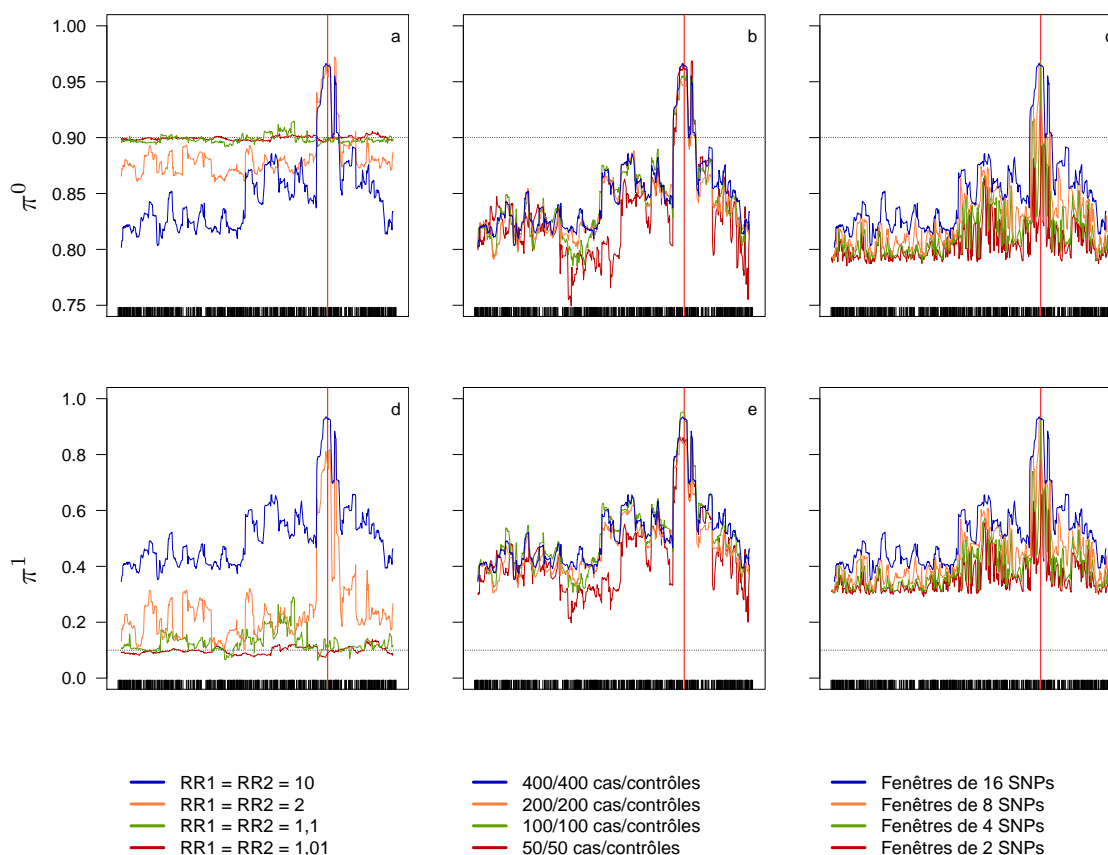 a
b
1.00
0.95
0.90
0.85
0.80
0.75
π⁰
d
e
1.0
0.8
0.6
0.4
0.2
0.0
π¹
RR1 = RR2 = 10
RR1 = RR2 = 2
RR1 = RR2 = 1,1
RR1 = RR2 = 1,01
400/400 cas/contrôles
200/200 cas/contrôles
100/100 cas/contrôles
50/50 cas/contrôles
Fenêtres de 16 SNPs
Fenêtres de 8 SNPs
Fenêtres de 4 SNPs
Fenêtres de 2 SNPs